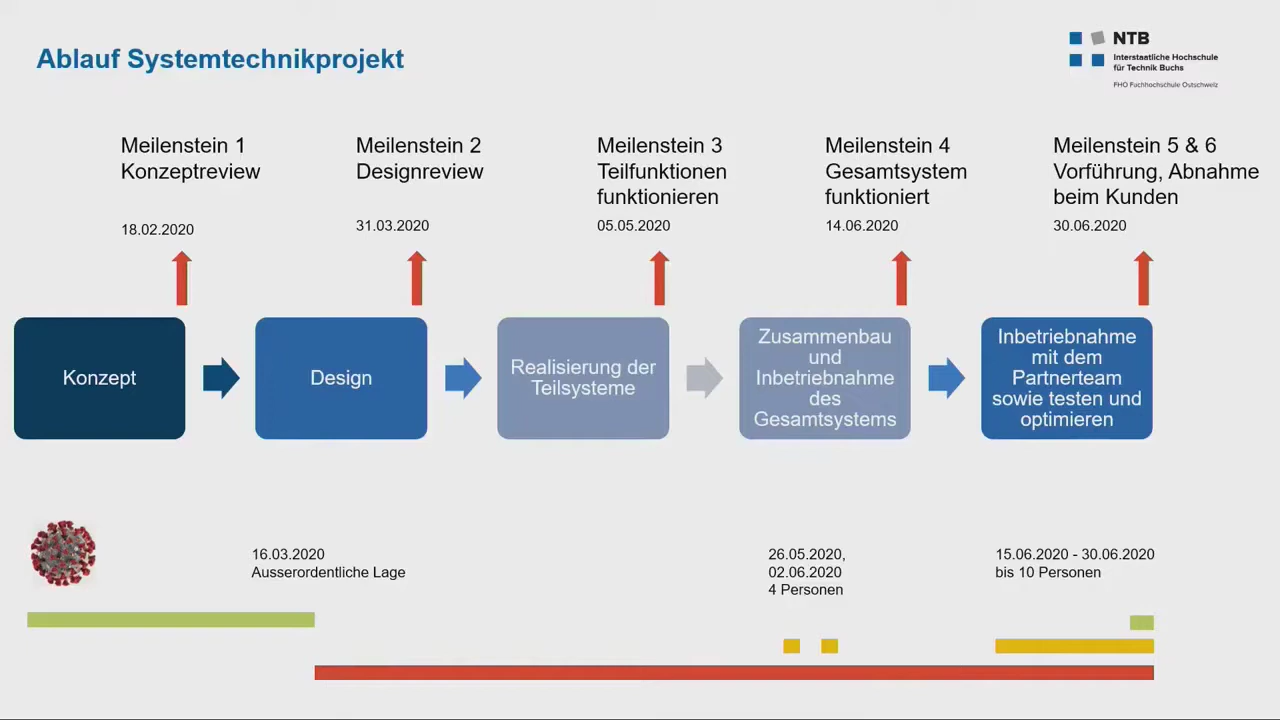 Ablauf Systemtechnikprojekt
NTB
Interstaatliche Hochschule
für Technik Buchs
FHO Fachhochschule Ostschweiz
Meilenstein 1
Konzeptreview
18.02.2020
Meilenstein 2
Designreview
31.03.2020
Meilenstein 3
Teilfunktionen
funktionieren
05.05.2020
Meilenstein 4
Gesamtsystem
funktioniert
14.06.2020
Meilenstein 5 & 6
Vorführung, Abnahme
beim Kunden
30.06.2020
Konzept
Design
Realisierung der
Teilsysteme
Zusammenbau
und
Inbetriebnahme
des
Gesamtsystems
Inbetriebnahme
mit dem
Partnerteam
sowie testen und
optimieren
16.03.2020
Ausserordentliche Lage
26.05.2020,
02.06.2020
4 Personen
15.06.2020 - 30.06.2020
bis 10 Personen